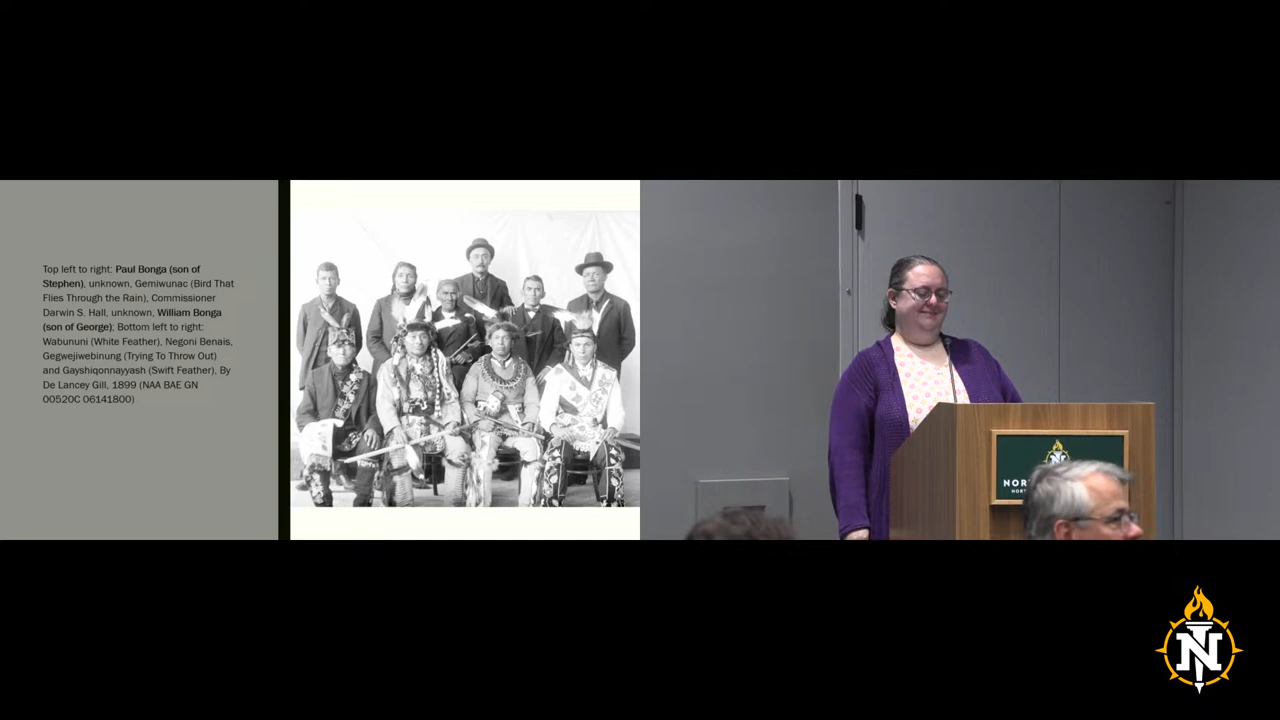 Top left to right: Paul Bonga (son of
Stephen), unknown, Gemiwunac (Bird That
Flies Through the Rain), Commissioner
Darwin S. Hall, unknown, William Bonga
(son of George); Bottom left to right:
Wabununi (White Feather), Negoni Benais,
Gegwejiwebinung (Trying To Throw Out)
and Gayshiqonnayyash (Swift Feather), By
De Lancey Gill, 1899 (NAA BAE GN
00520C 06141800)
N